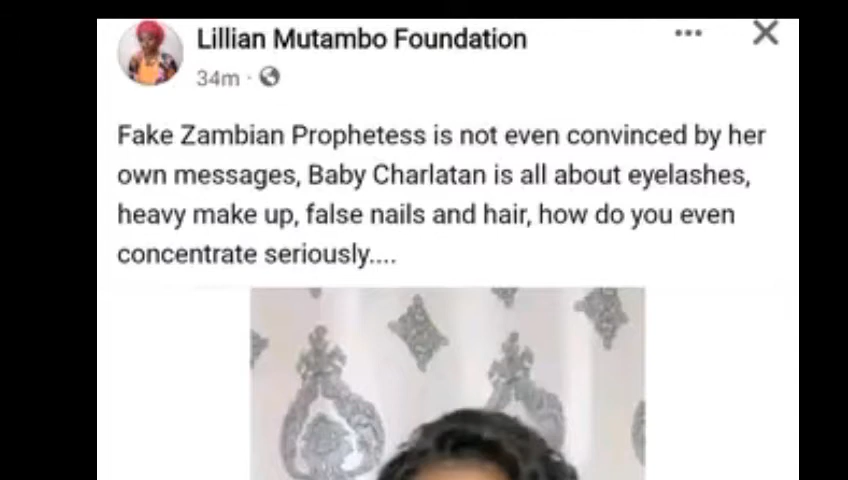 Lillian Mutambo Foundation
34m ·
Fake Zambian Prophetess is not even convinced by her
own messages, Baby Charlatan is all about eyelashes,
heavy make up, false nails and hair, how do you even
concentrate seriously....